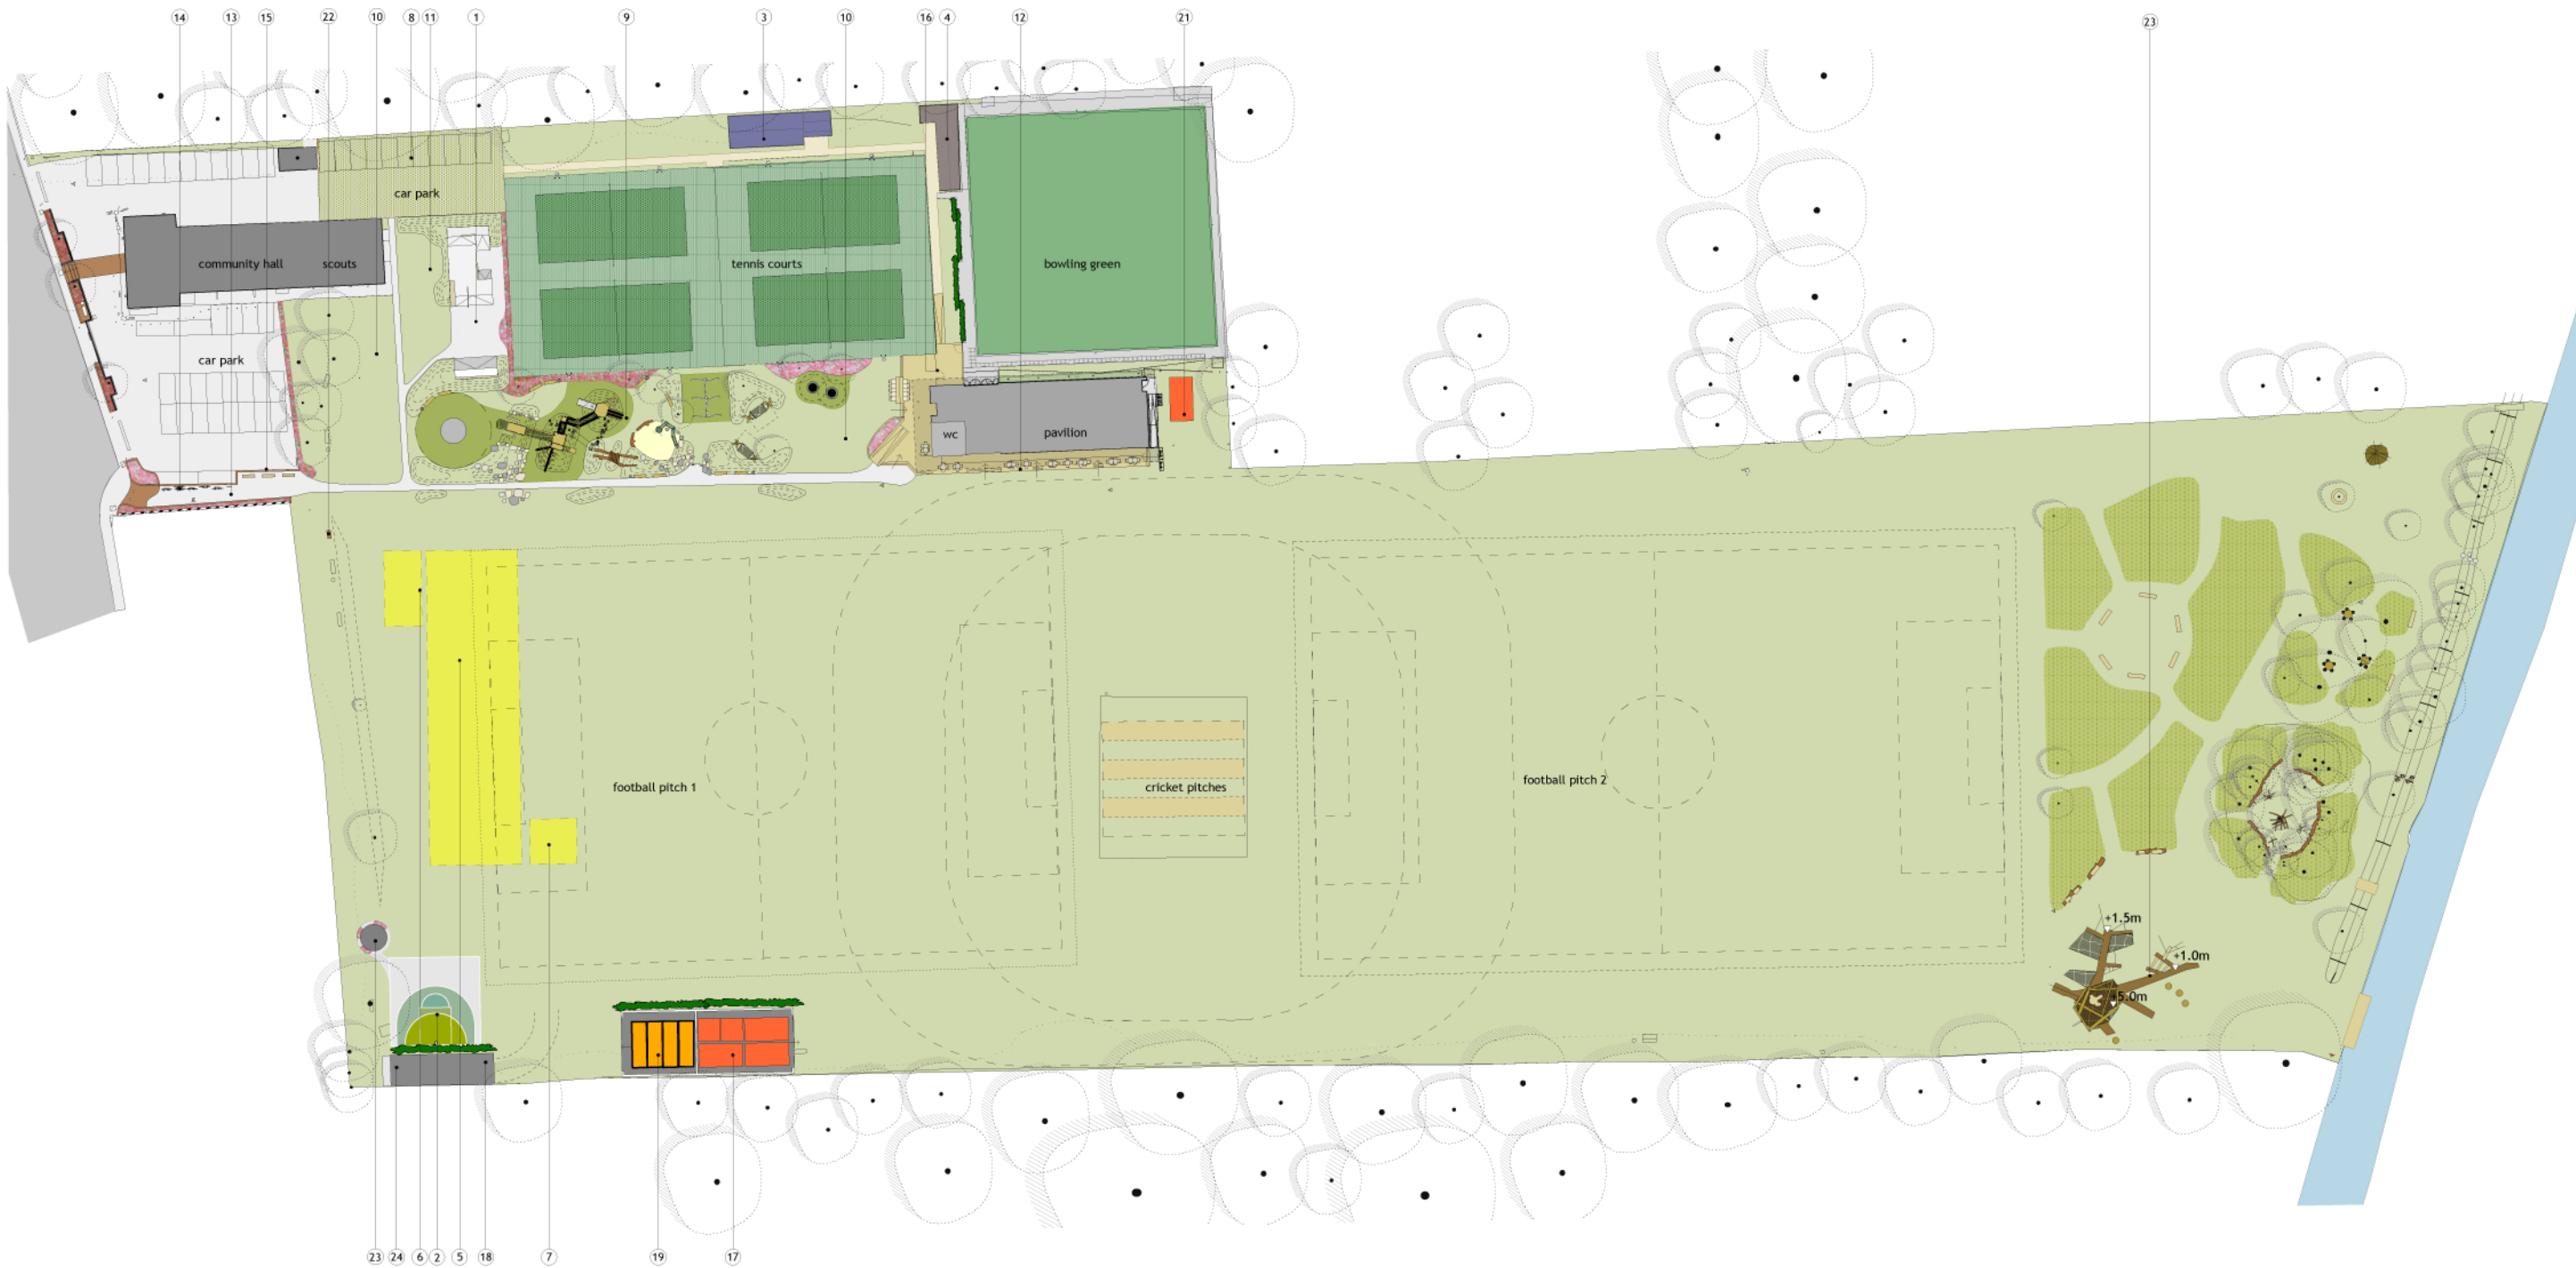 14 13 15 22 10 8 11 1 9 3 10 16 4 12 21 23
car park
community hall scouts tennis courts bowling green
car park
wc pavilion
football pitch 1 cricket pitches football pitch 2
+1.5m
+1.0m
+5.0m
23 24 6 2 5 18 7 19 17